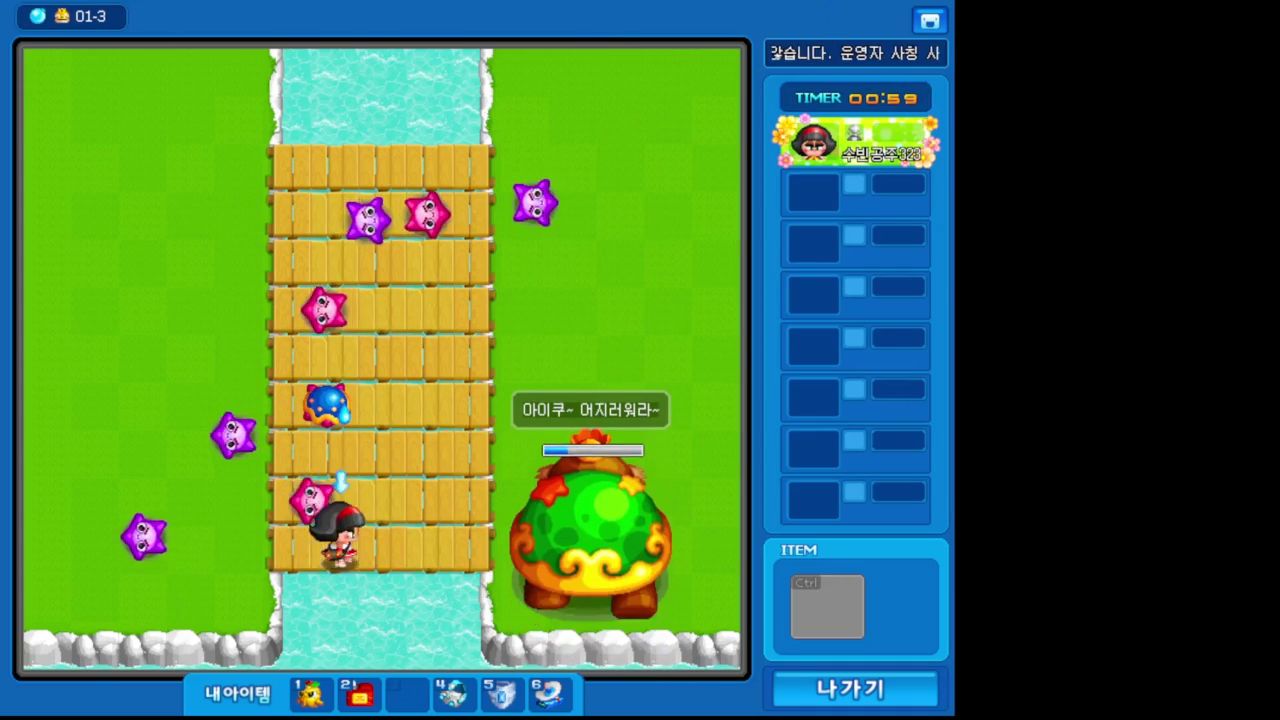 01-3
갖습니다. 운영자 사칭 사
TIMER 00:59
수빈공주323
아이쿠~ 어지러워라~
ITEM
Ctrl
내아이템 1 2 4 5 6
나가기